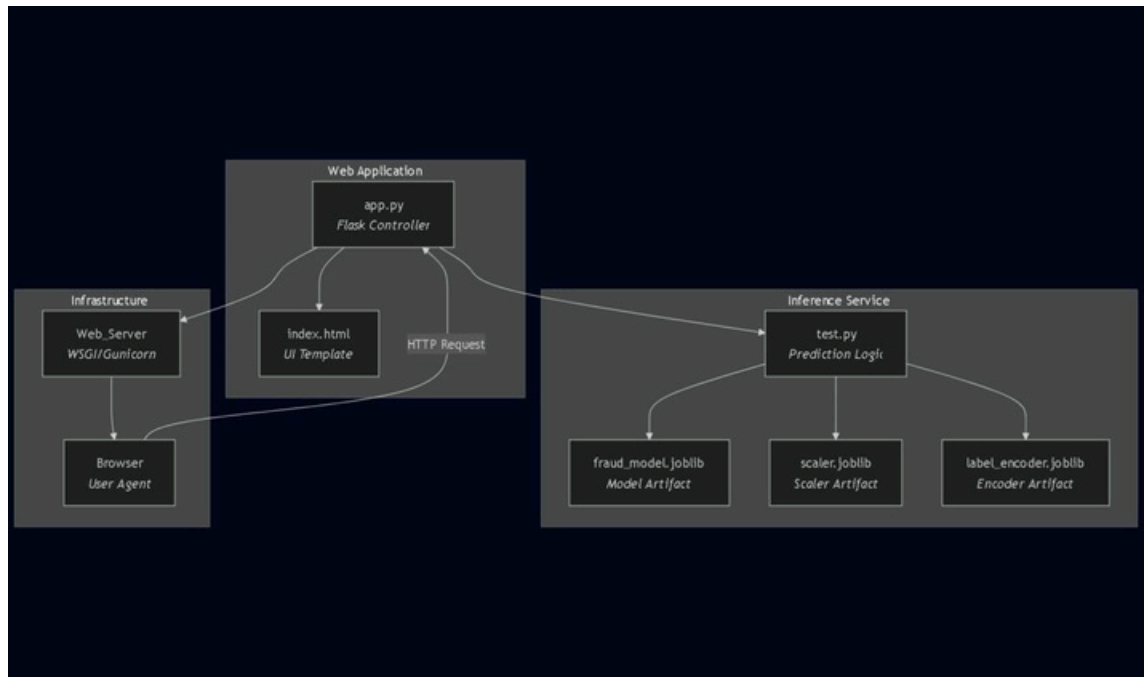 Web Application
app.py
Flask Controller
Infrastructure
Web_Server
WSGI/Gunicorn
index.html
UI Template
HTTP Request
Browser
User Agent
Inference Service
test.py
Prediction Logic
fraud_model.joblib
Model Artifact
scaler.joblib
Scaler Artifact
label_encoder.joblib
Encoder Artifact